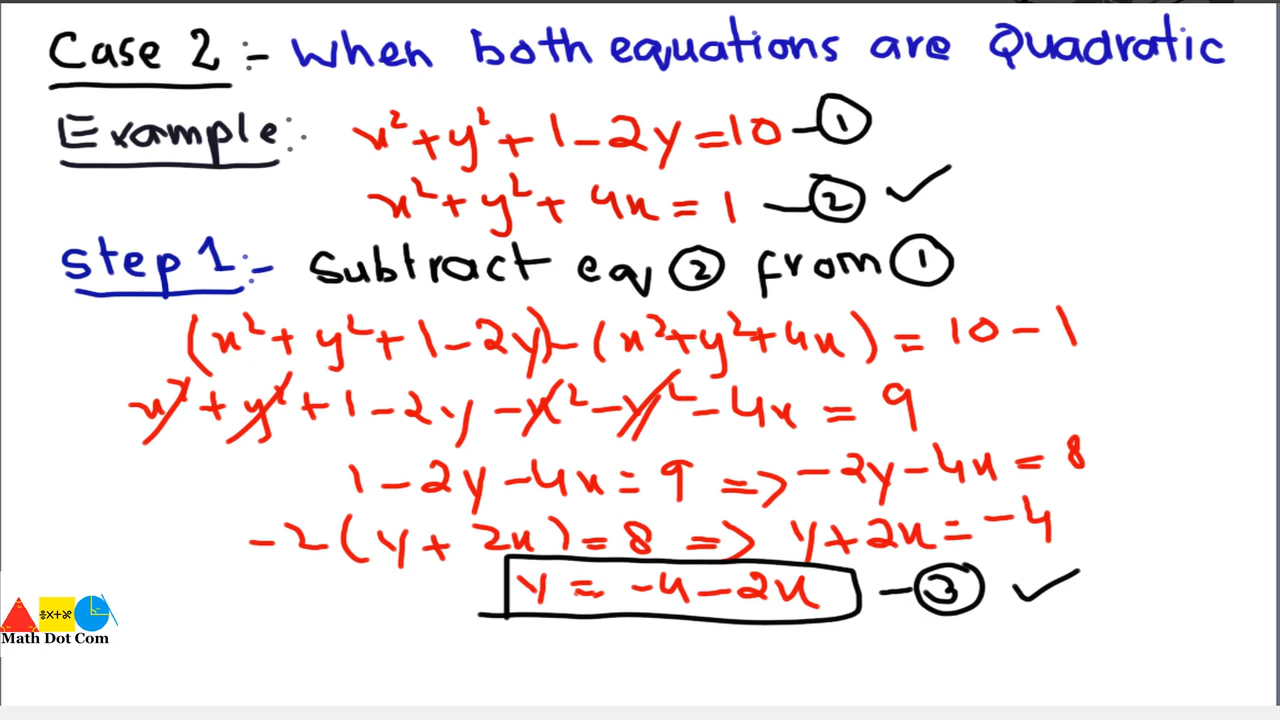 Case 2 :- When both equations are Quadratic
Example:- x² + y² + 1 - 2y = 10 - ①
x² + y² + 4x = 1 - ② ✓
step 1 :- Subtract eq ② from ①
(x² + y² + 1 - 2y) - (x² + y² + 4x) = 10 - 1
x² + y² + 1 - 2y - x² - y² - 4x = 9
1 - 2y - 4x = 9 => -2y - 4x = 8
-2(y + 2x) = 8 => y + 2x = -4
y = -4 - 2x - ③ ✓
Math Dot Com